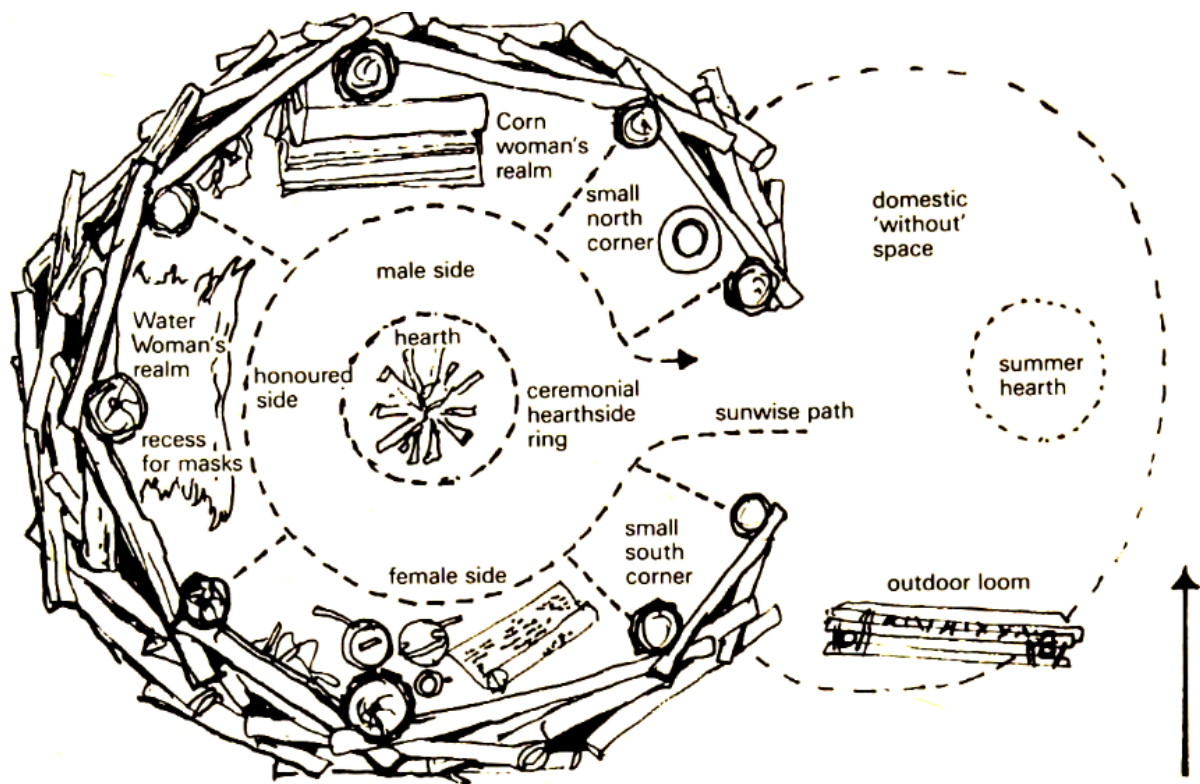 Corn
woman's
realm
small
north
corner
domestic
'without'
space
male side
Water
Woman's
realm
hearth
honoured
side
ceremonial
hearthside
ring
summer
hearth
sunwise path
recess
for masks
small
south
corner
female side
outdoor loom